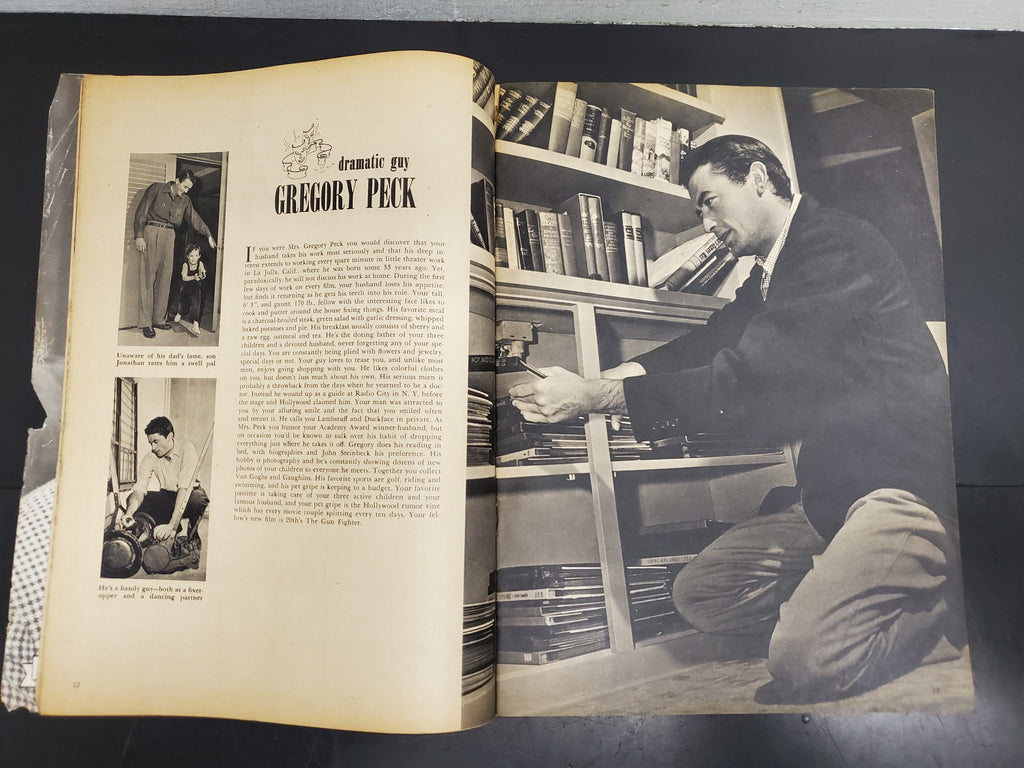 dramatic guy
GREGORY PECK
IF you were Mrs. Gregory Peck you would discover that your
husband takes his work most seriously and that his deep in-
terest extends to working every spare minute in little theater work
in La Jolla, Calif., where he was born some 33 years ago. Yet,
paradoxically, he will not discuss his work at home. During the first
few days of work on every film, your husband loses his appetite,
but finds it returning as he gets his teeth into his role. Your tall,
6' 3", and gaunt, 170 lb., fellow with the interesting face likes to
cook and putter around the house fixing things. His favorite meal
is a charcoal-broiled steak, green salad with garlic dressing, whipped
baked potatoes and pie. His breakfast usually consists of sherry and
a raw egg, oatmeal and tea. He's the doting father of your three
children and a devoted husband, never forgetting any of your spe-
cial days. You are constantly being plied with flowers and jewelry,
special days or not. Your guy loves to tease you, and unlike most
men, enjoys going shopping with you. He likes colorful clothes
on you, but doesn't fuss much about his own. His serious mien is
probably a throwback from the days when he yearned to be a doc-
tor. Instead he wound up as a guide at Radio City in N. Y. before
the stage and Hollywood claimed him. Your man was attracted to
you by your alluring smile and the fact that you smiled often
and meant it. He calls you Lambstuff and Duckface in private. As
Mrs. Peck you humor your Academy Award winner-husband, but
on occasion you'd be known to sulk over his habit of dropping
everything just where he takes it off. Gregory does his reading in
bed, with biographies and John Steinbeck his preference. His
hobby is photography and he's constantly showing dozens of new
photos of your children to everyone he meets. Together you collect
Van Goghs and Gauguins. His favorite sports are golf, riding and
swimming, and his pet gripe is keeping to a budget. Your favorite
pastime is taking care of your three active children and your
famous husband, and your pet gripe is the Hollywood rumor vine
which has every movie couple splitting every ten days. Your fel-
low's new film is 20th's The Gun Fighter.
Unaware of his dad's fame, son
Jonathan rates him a swell pal
He's a handy guy—both as a fixer-
upper and a dancing partner